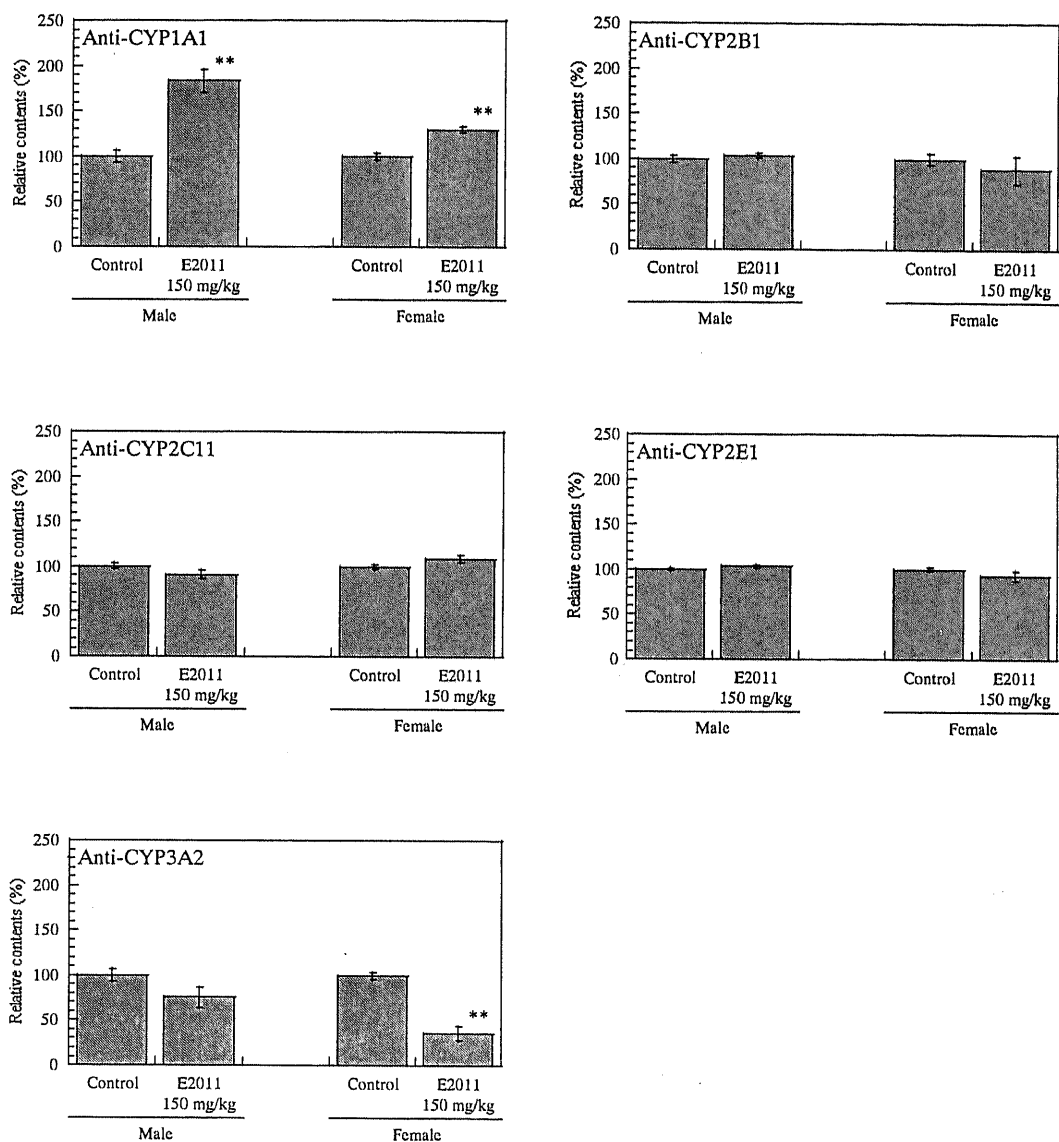 Anti-CYP1A1
Relative contents (%)
250
200
150
100
50
0
**
**
Control E2011 Control E2011
150 mg/kg 150 mg/kg
Male Female
Anti-CYP2B1
Relative contents (%)
250
200
150
100
50
0
Control E2011 Control E2011
150 mg/kg 150 mg/kg
Male Female
Anti-CYP2C11
Relative contents (%)
250
200
150
100
50
0
Control E2011 Control E2011
150 mg/kg 150 mg/kg
Male Female
Anti-CYP2E1
Relative contents (%)
250
200
150
100
50
0
Control E2011 Control E2011
150 mg/kg 150 mg/kg
Male Female
Anti-CYP3A2
Relative contents (%)
250
200
150
100
50
0
**
Control E2011 Control E2011
150 mg/kg 150 mg/kg
Male Female